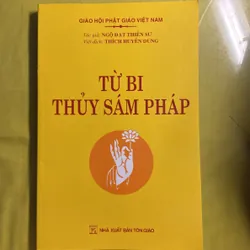 GIÁO HỘI PHẬT GIÁO VIỆT NAM
Tác giả: NGỘ ĐẠT THIỀN SƯ
Việt dịch: THÍCH HUYỀN DUNG
TỪ BI
THỦY SÁM PHÁP
NHÀ XUẤT BẢN TÔN GIÁO